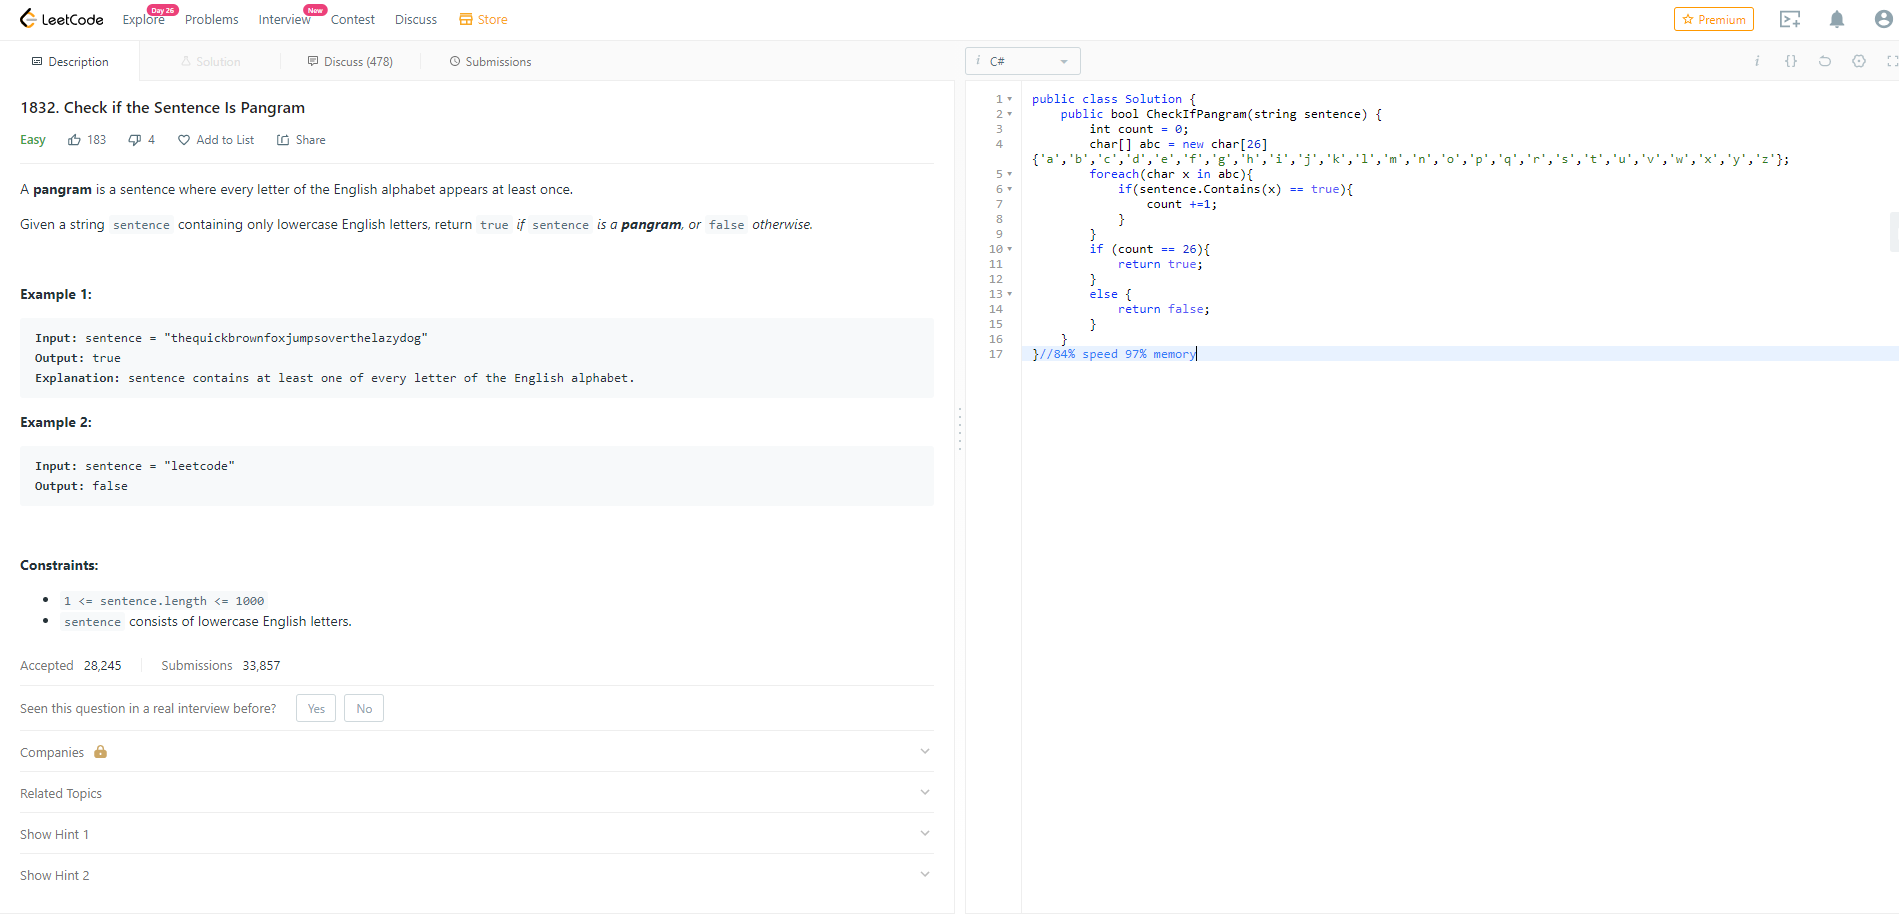 LeetCode Explore Day 26 Problems Interview New Contest Discuss Store Premium
Description Solution Discuss (478) Submissions i C# i {}
1832. Check if the Sentence Is Pangram
Easy 183 4 Add to List Share
A pangram is a sentence where every letter of the English alphabet appears at least once.
Given a string sentence containing only lowercase English letters, return true if sentence is a pangram, or false otherwise.
Example 1:
Input: sentence = "thequickbrownfoxjumpsoverthelazydog"
Output: true
Explanation: sentence contains at least one of every letter of the English alphabet.
Example 2:
Input: sentence = "leetcode"
Output: false
Constraints:
• 1 <= sentence.length <= 1000
• sentence consists of lowercase English letters.
Accepted 28,245 Submissions 33,857
Seen this question in a real interview before? Yes No
Companies
Related Topics
Show Hint 1
Show Hint 2
1 public class Solution {
2 public bool CheckIfPangram(string sentence) {
3 int count = 0;
4 char[] abc = new char[26]
{'a','b','c','d','e','f','g','h','i','j','k','l','m','n','o','p','q','r','s','t','u','v','w','x','y','z'};
5 foreach(char x in abc){
6 if(sentence.Contains(x) == true){
7 count +=1;
8 }
9 }
10 if (count == 26){
11 return true;
12 }
13 else {
14 return false;
15 }
16 }
17 }//84% speed 97% memory